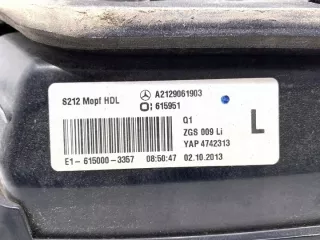 S212 Mopf HDL A2129061903
615951
Q1
ZGS 009 Li L
YAP 4742313
E1-615000-3357 08:50:47 02.10.2013